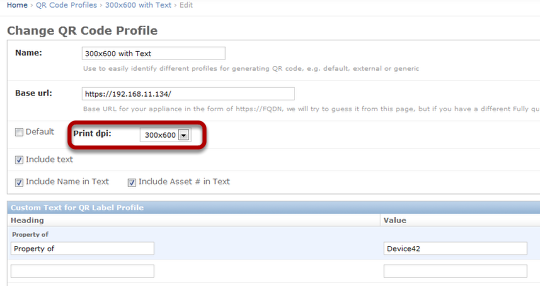 Home › QR Code Profiles › 300x600 with Text › Edit
Change QR Code Profile
Name: 300x600 with Text
Use to easily identify different profiles for generating QR code. e.g. default. external or generic
Base url: https://192.168.11.134/
Base URL for your appliance in the form of https://FQDN, we will try to guess it from this page, but if you have a different Fully qu
Default Print dpi: 300x600
Include text
Include Name in Text Include Asset # in Text
Custom Text for QR Label Profile
Heading Value
Property of
Property of Device42